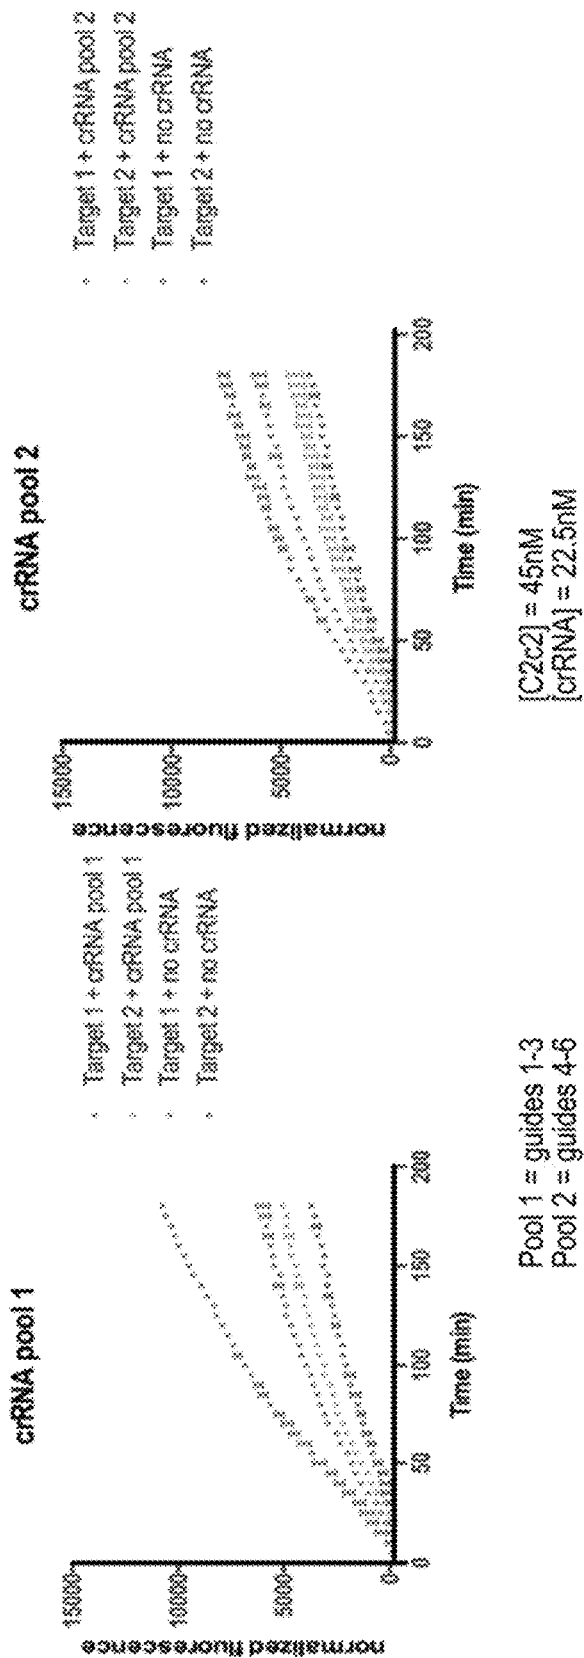 crRNA pool 1
normalized fluorescence
15000
10000
5000
0
0
50
100
150
200
Time (min)
Target 1 + crRNA pool 1
Target 2 + crRNA pool 1
Target 1 + no crRNA
Target 2 + no crRNA
Pool 1 = guides 1-3
Pool 2 = guides 4-6
crRNA pool 2
normalized fluorescence
15000
10000
5000
0
0
50
100
150
200
Time (min)
Target 1 + crRNA pool 2
Target 2 + crRNA pool 2
Target 1 + no crRNA
Target 2 + no crRNA
[C2c2] = 45nM
[crRNA] = 22.5nM